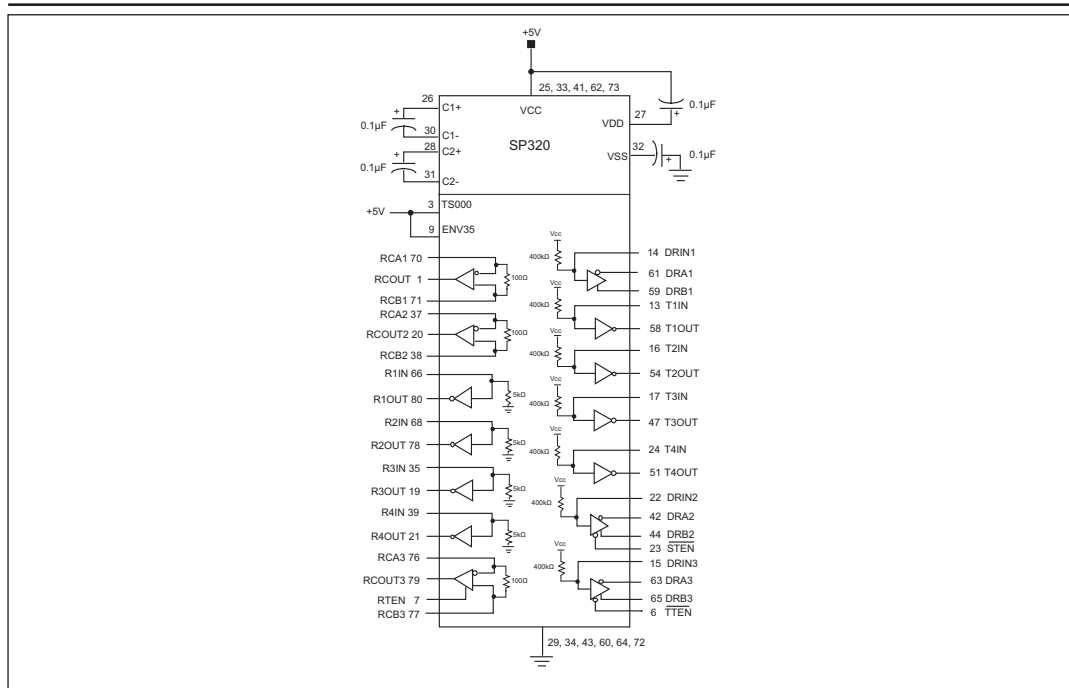 +5V
25, 33, 41, 62, 73
26
C1+
VCC
27
VDD
0.1µF
0.1µF
30
C1-
28
C2+
SP320
32
VSS
0.1µF
0.1µF
31
C2-
+5V
3
TS000
9
ENV35
RCA1 70
RCOUT 1
100Ω
RCB1 71
RCA2 37
RCOUT2 20
100Ω
RCB2 38
R1IN 66
5kΩ
R1OUT 80
R2IN 68
5kΩ
R2OUT 78
R3IN 35
5kΩ
R3OUT 19
R4IN 39
5kΩ
R4OUT 21
RCA3 76
RCOUT3 79
100Ω
RTEN 7
RCB3 77
Vcc
400kΩ
14 DRIN1
61 DRA1
59 DRB1
Vcc
400kΩ
13 T1IN
58 T1OUT
Vcc
400kΩ
16 T2IN
54 T2OUT
Vcc
400kΩ
17 T3IN
47 T3OUT
Vcc
400kΩ
24 T4IN
51 T4OUT
Vcc
400kΩ
22 DRIN2
42 DRA2
44 DRB2
23 STEN
Vcc
400kΩ
15 DRIN3
63 DRA3
65 DRB3
6 TTEN
29, 34, 43, 60, 64, 72